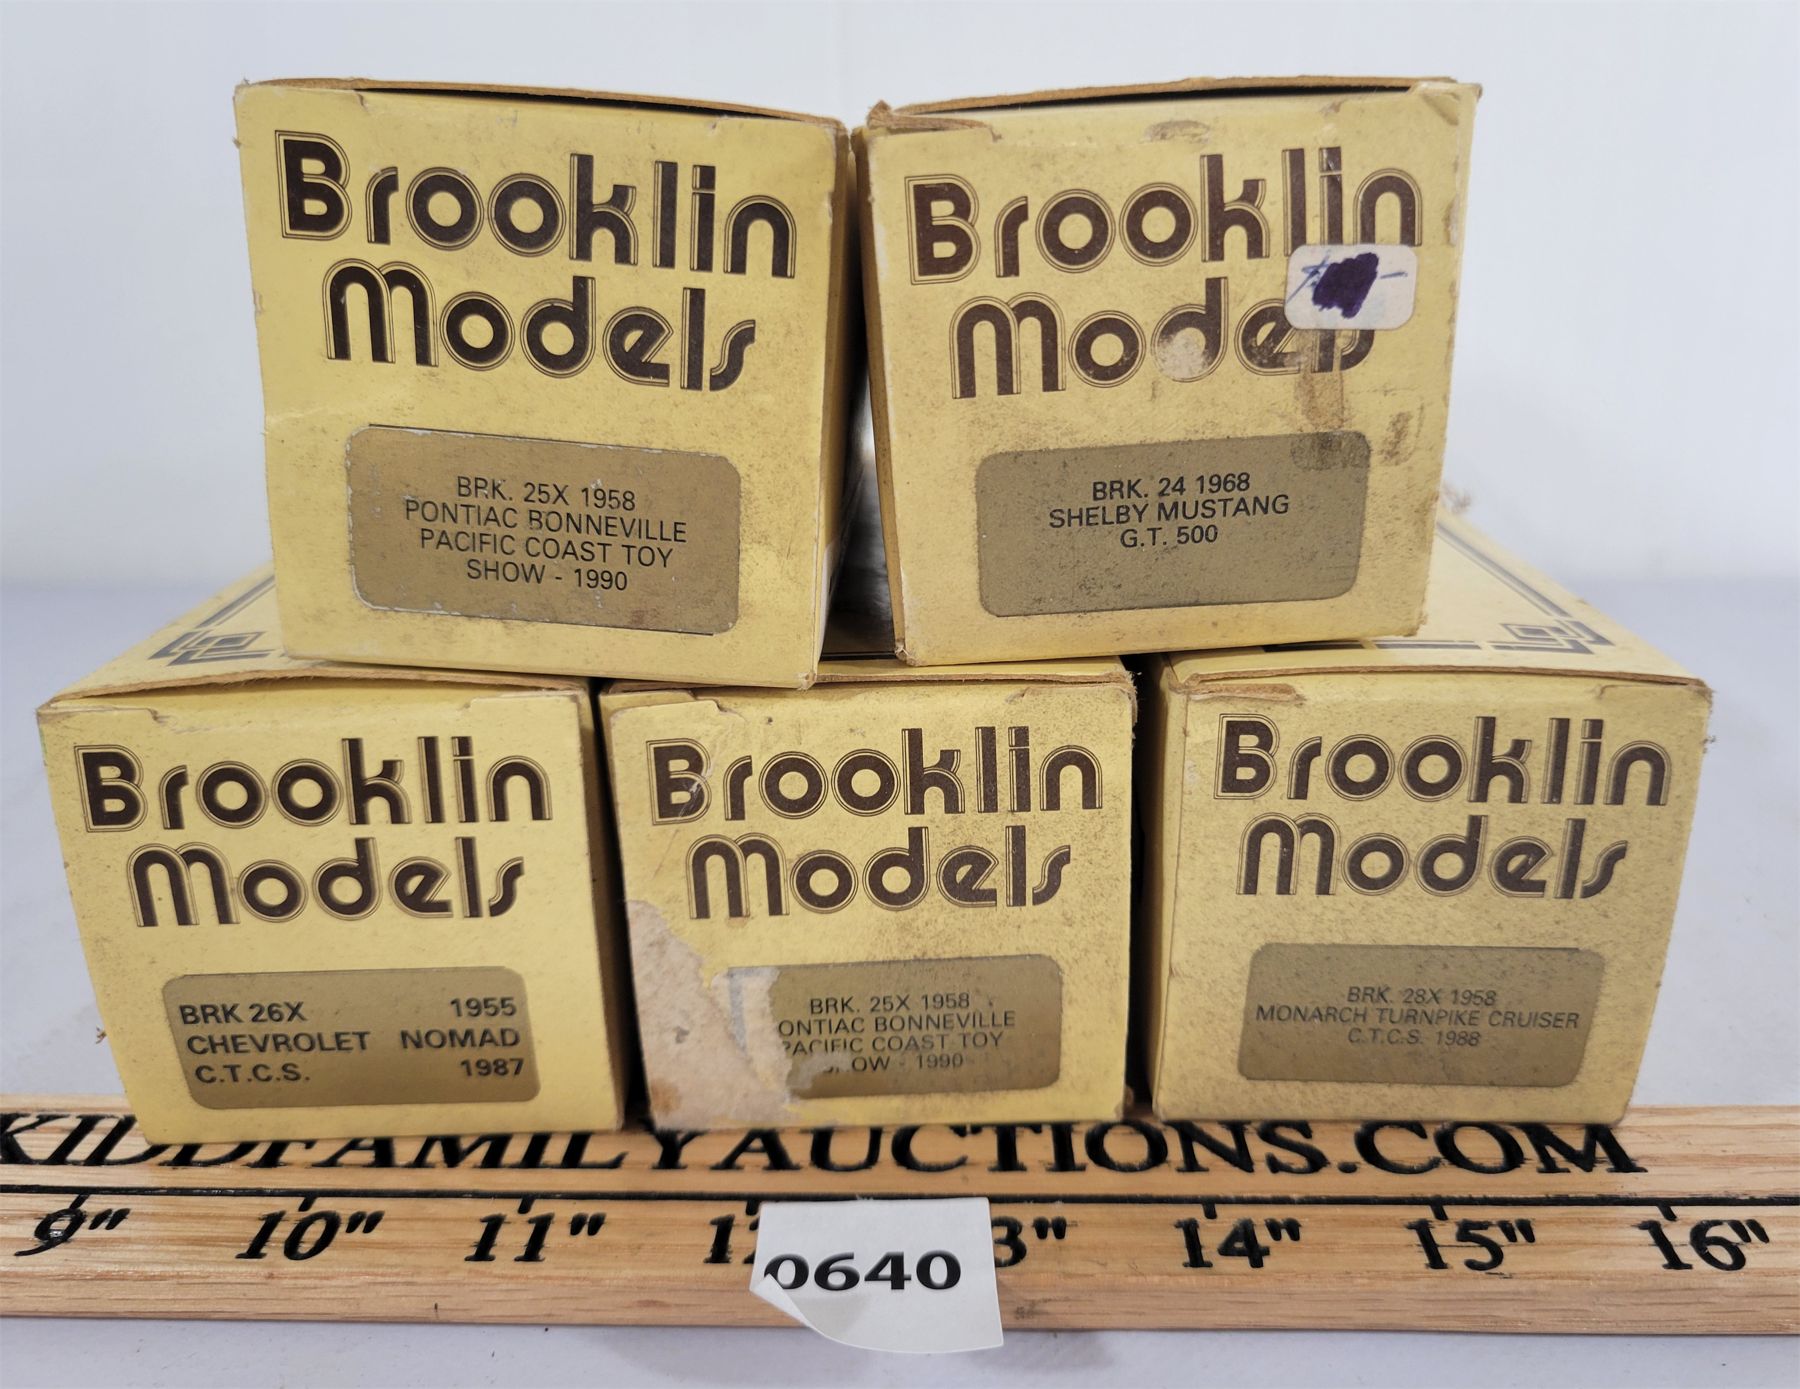 Brooklin
Models
BRK. 25X 1958
PONTIAC BONNEVILLE
PACIFIC COAST TOY
SHOW - 1990
Brooklin
Models
BRK. 24 1968
SHELBY MUSTANG
G.T. 500
Brooklin
Models
BRK 26X 1955
CHEVROLET NOMAD
C.T.C.S. 1987
Brooklin
Models
BRK. 25X 1958
ONTIAC BONNEVILLE
PACIFIC COAST TOY
OW - 1990
Brooklin
Models
BRK. 28X 1958
MONARCH TURNPIKE CRUISER
C.T.C.S. 1988
KIDDFAMILYAUCTIONS.COM
9" 10" 11" 3" 14" 15" 16"
0640